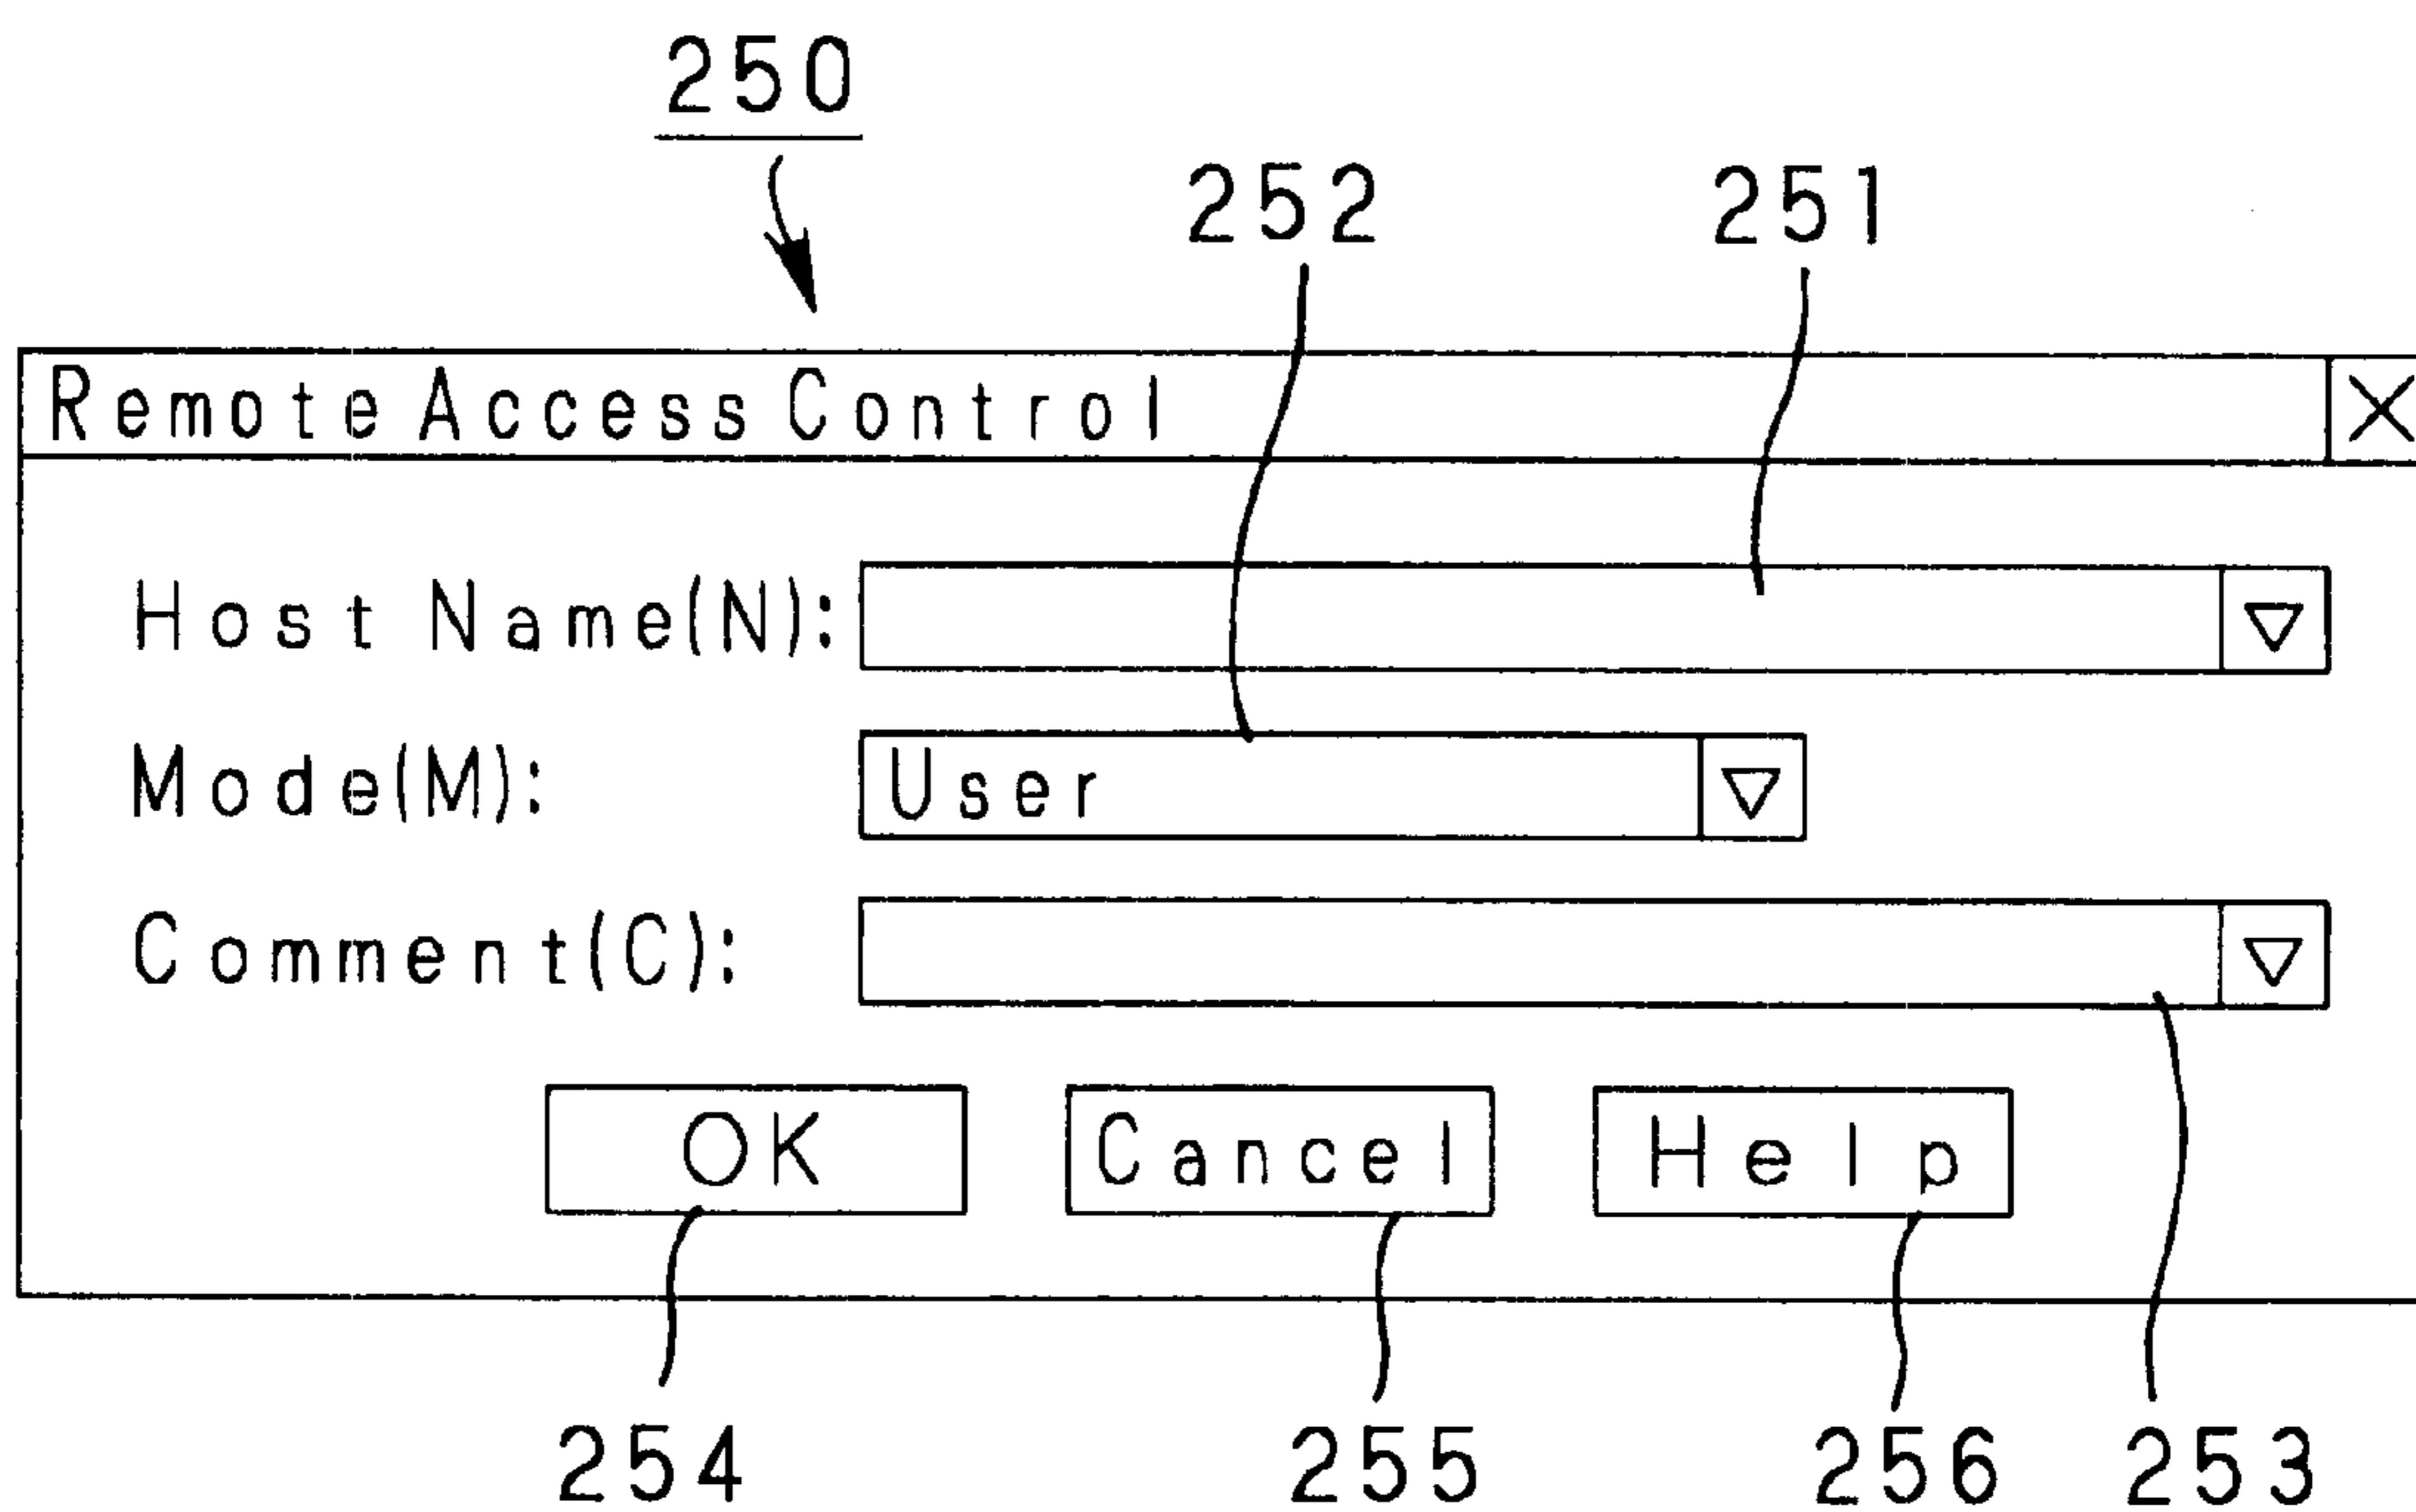 250
252 251
Remote Access Control X
Host Name(N):
Mode(M): User
Comment(C):
OK Cancel Help
254 255 256 253